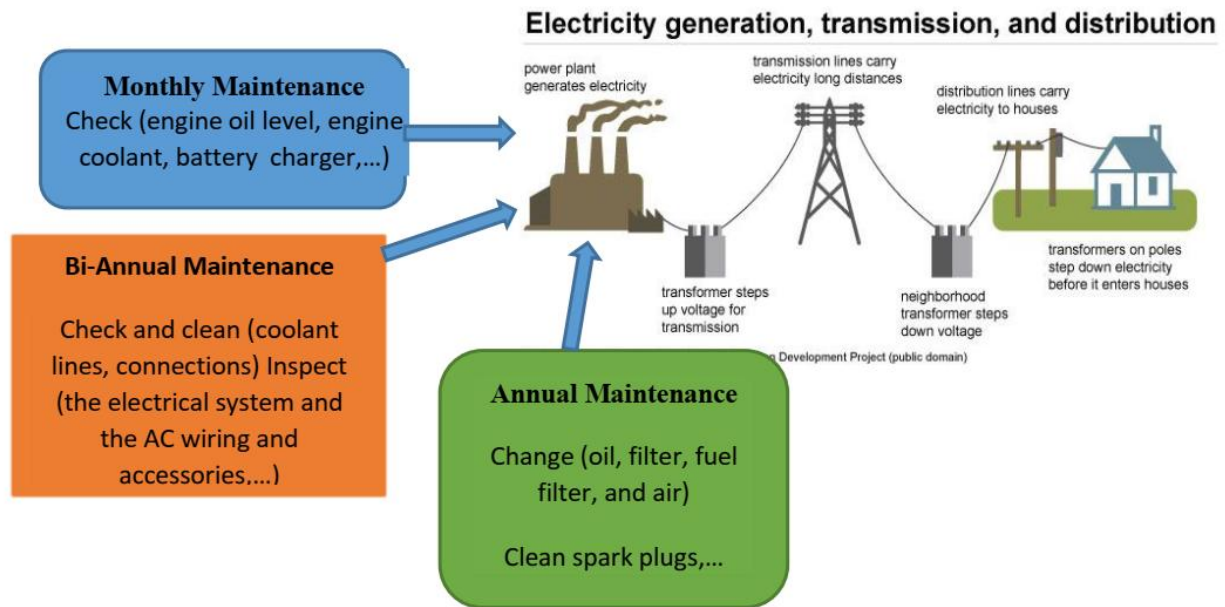 Electricity generation, transmission, and distribution
Monthly Maintenance
Check (engine oil level, engine
coolant, battery charger,...)
power plant
generates electricity
transmission lines carry
electricity long distances
distribution lines carry
electricity to houses
Bi-Annual Maintenance
Check and clean (coolant
lines, connections) Inspect
(the electrical system and
the AC wiring and
accessories,...)
transformer steps
up voltage for
transmission
neighborhood
transformer steps
down voltage
transformers on poles
step down electricity
before it enters houses
Development Project (public domain)
Annual Maintenance
Change (oil, filter, fuel
filter, and air)
Clean spark plugs,...